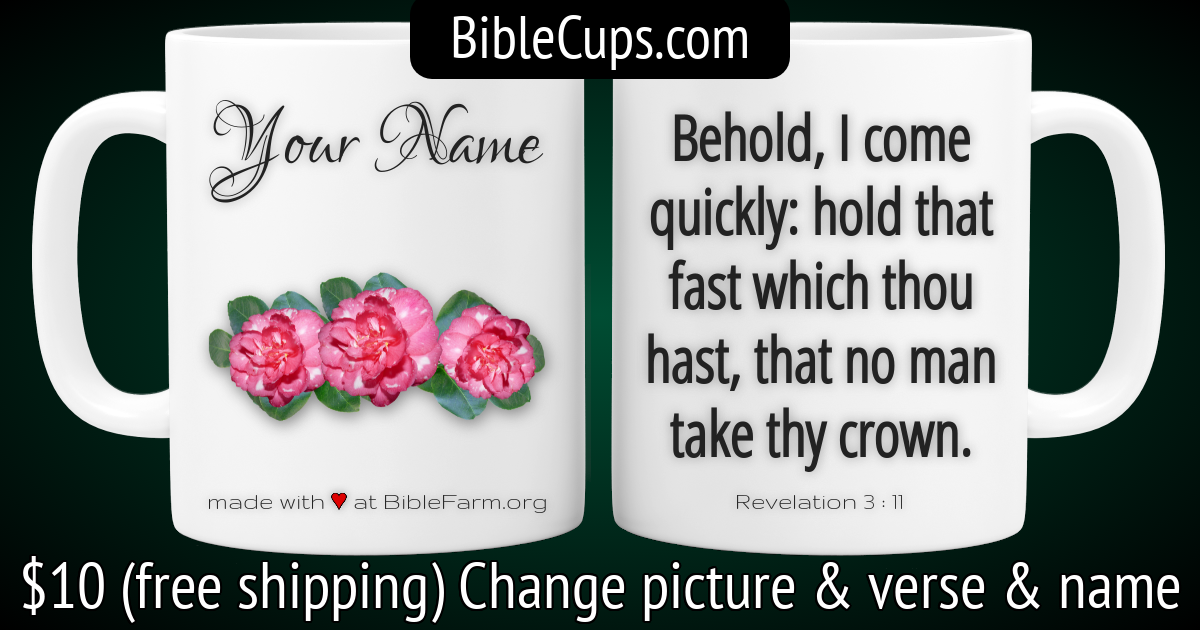 BibleCups.com
Your Name
made with ♥ at BibleFarm.org
Behold, I come
quickly: hold that
fast which thou
hast, that no man
take thy crown.
Revelation 3 : 11
$10 (free shipping) Change picture & verse & name